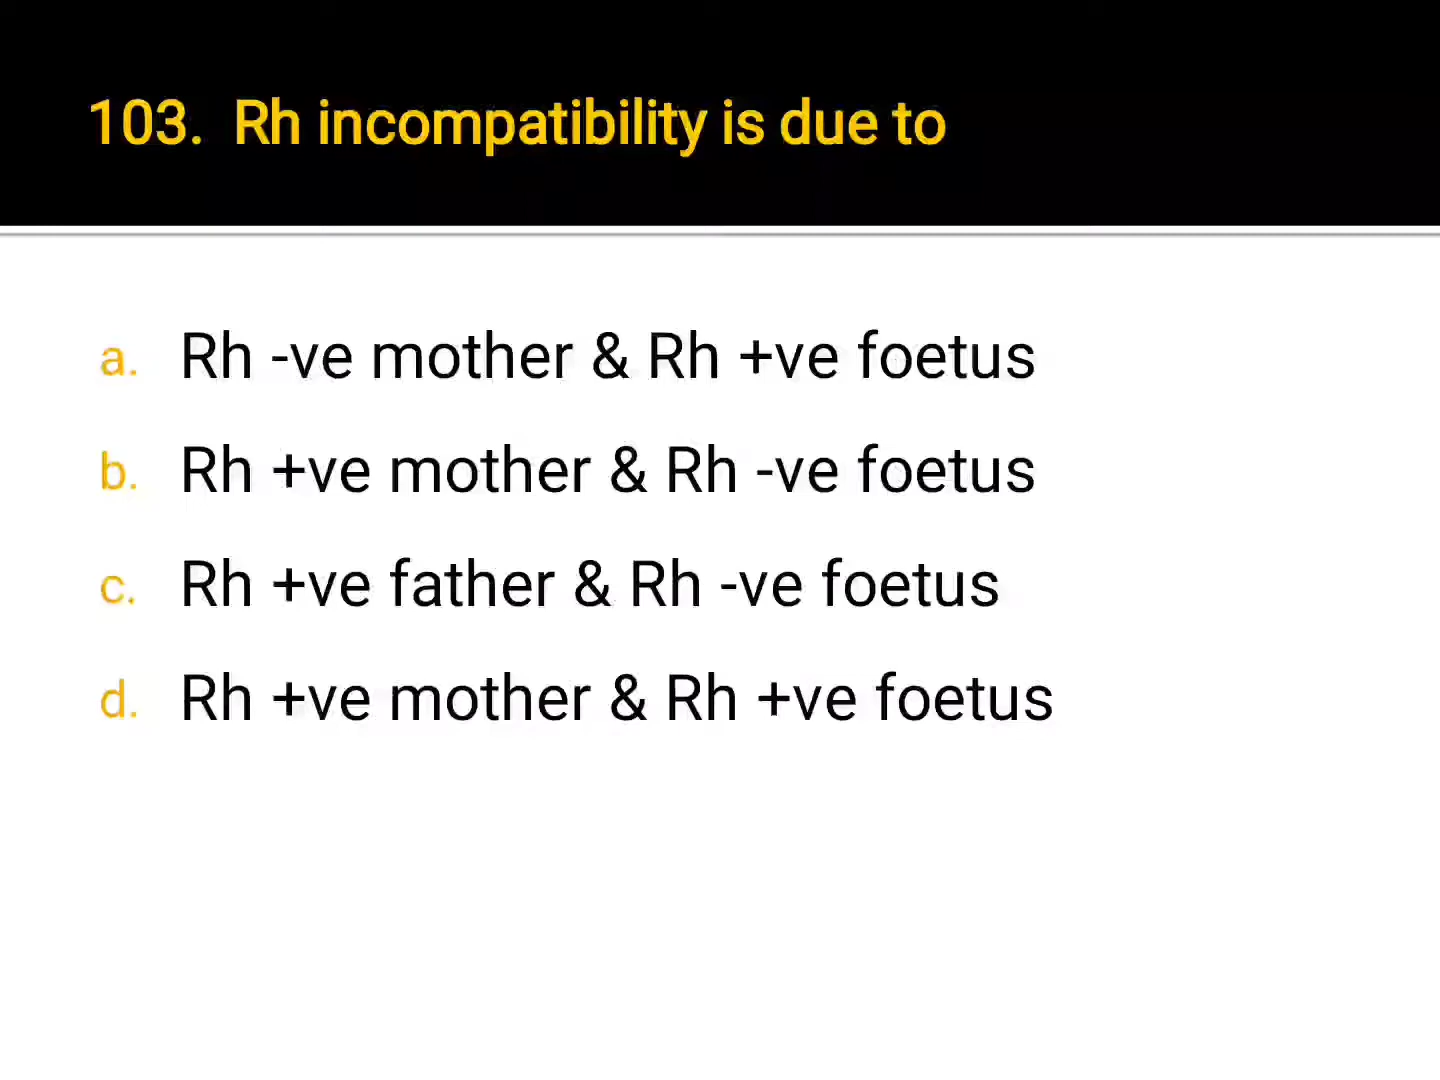 103. Rh incompatibility is due to
a. Rh -ve mother & Rh +ve foetus
b. Rh +ve mother & Rh -ve foetus
c. Rh +ve father & Rh -ve foetus
d. Rh +ve mother & Rh +ve foetus